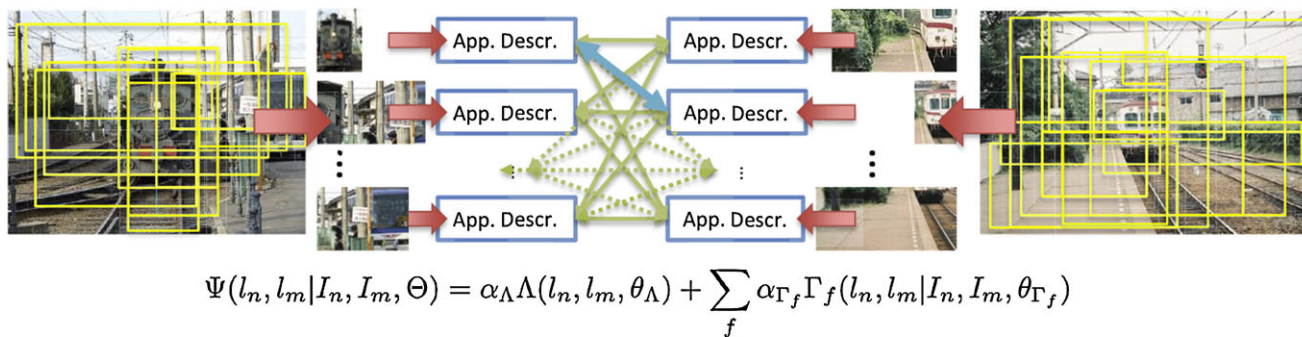 App. Descr. App. Descr.
App. Descr. App. Descr.
... ...
App. Descr. App. Descr.
Ψ(l_n, l_m|I_n, I_m, Θ) = α_Λ Λ(l_n, l_m, θ_Λ) + ∑_f α_{Γ_f} Γ_f(l_n, l_m|I_n, I_m, θ_{Γ_f})